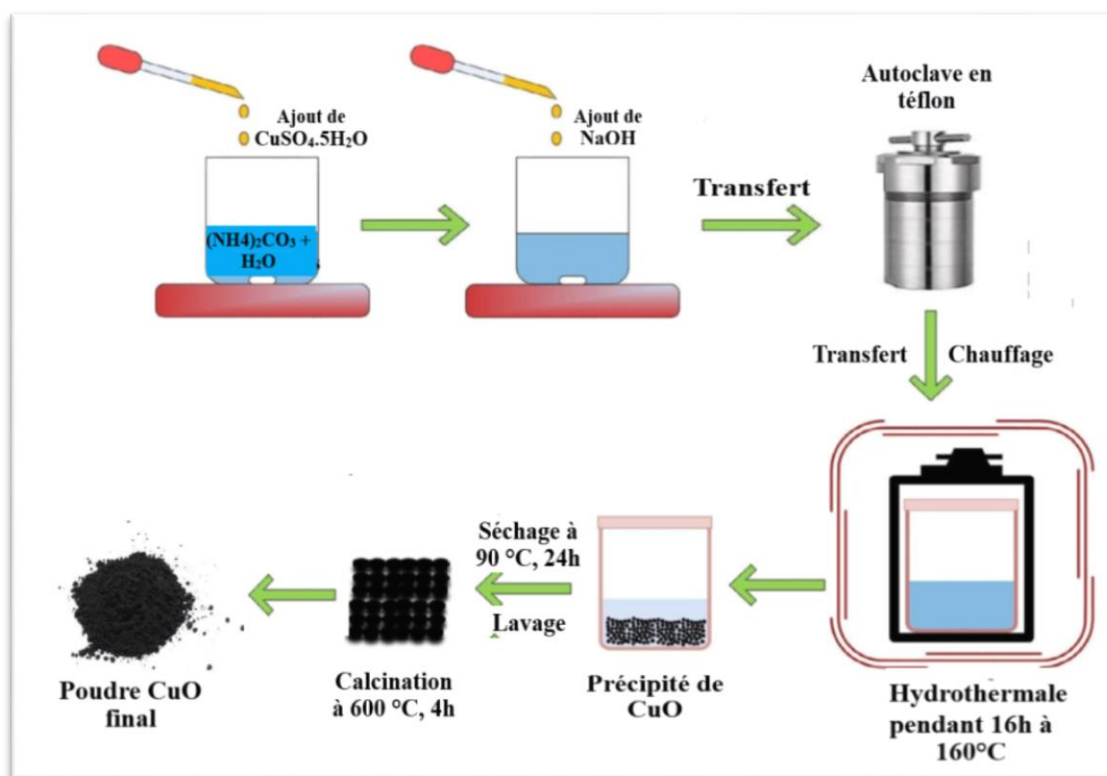 Ajout de
CuSO₄.5H₂O
(NH4)₂CO₃ +
H₂O
Ajout de
NaOH
Transfert
Autoclave en
téflon
Transfert
Chauffage
Hydrothermale
pendant 16h à
160°C
Précipité de
CuO
Séchage à
90 °C, 24h
Lavage
Calcination
à 600 °C, 4h
Poudre CuO
final